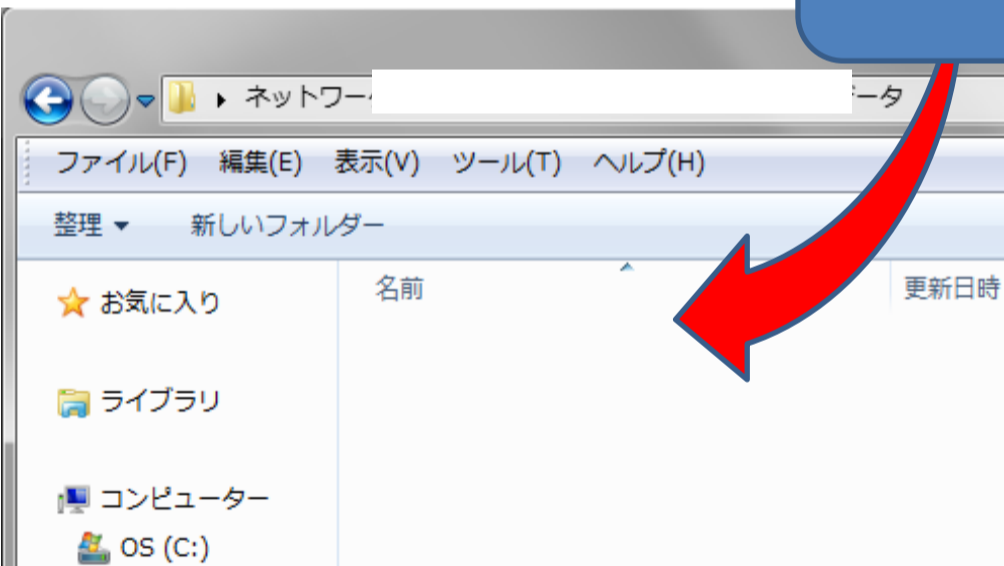 ネットワー
ータ
ファイル(F) 編集(E) 表示(V) ツール(T) ヘルプ(H)
整理 新しいフォルダー
名前 更新日時
お気に入り
ライブラリ
コンピューター
OS (C:)